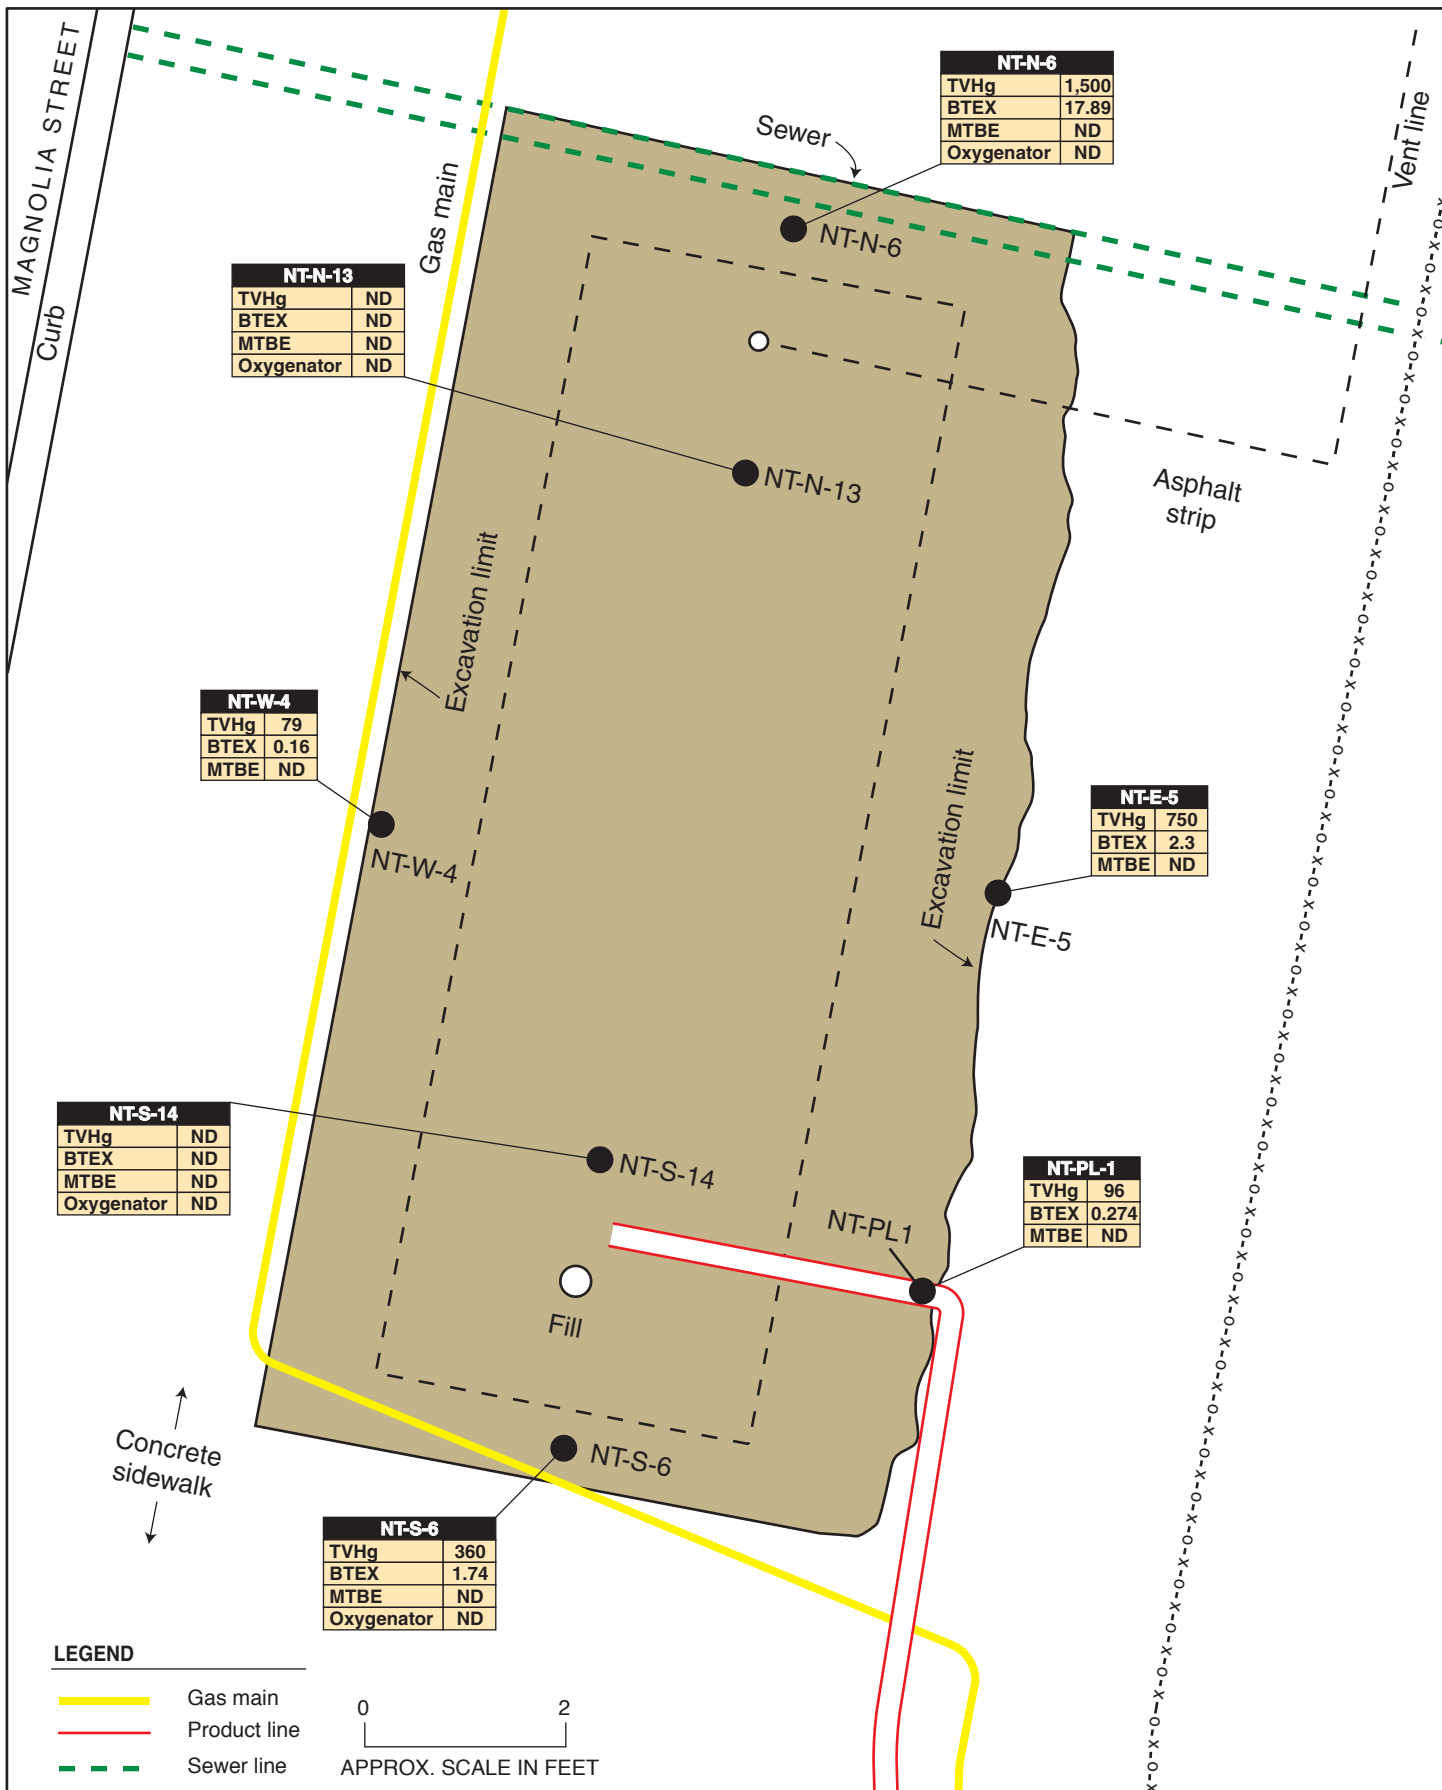 MAGNOLIA STREET
Curb
Gas main
Sewer
Vent line
NT-N-6
TVHg 1,500
BTEX 17.89
MTBE ND
Oxygenator ND
NT-N-6
NT-N-13
TVHg ND
BTEX ND
MTBE ND
Oxygenator ND
NT-N-13
Asphalt
strip
Excavation limit
NT-W-4
TVHg 79
BTEX 0.16
MTBE ND
NT-W-4
Excavation limit
NT-E-5
TVHg 750
BTEX 2.3
MTBE ND
NT-E-5
NT-S-14
TVHg ND
BTEX ND
MTBE ND
Oxygenator ND
NT-S-14
NT-PL-1
TVHg 96
BTEX 0.274
MTBE ND
NT-PL1
Fill
Concrete
sidewalk
NT-S-6
NT-S-6
TVHg 360
BTEX 1.74
MTBE ND
Oxygenator ND
LEGEND
Gas main
Product line
Sewer line
0 2
APPROX. SCALE IN FEET